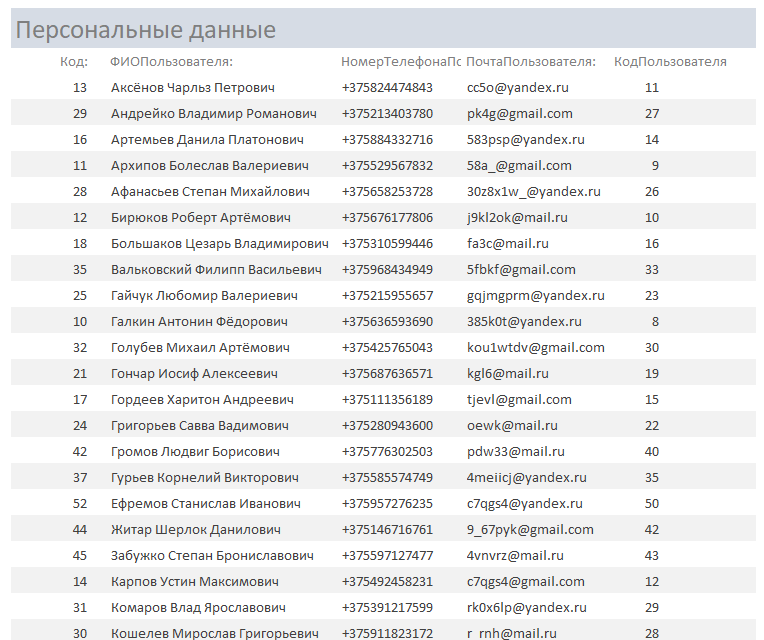 Персональные данные
Код: ФИОПользователя: НомерТелефонаПо ПочтаПользователя: КодПользователя
13 Аксёнов Чарльз Петрович +375824474843 cc5o@yandex.ru 11
29 Андрейко Владимир Романович +375213403780 pk4g@gmail.com 27
16 Артемьев Данила Платонович +375884332716 583psp@yandex.ru 14
11 Архипов Болеслав Валериевич +375529567832 58a_@gmail.com 9
28 Афанасьев Степан Михайлович +375658253728 30z8x1w_@yandex.ru 26
12 Бирюков Роберт Артёмович +375676177806 j9kl2ok@mail.ru 10
18 Большаков Цезарь Владимирович +375310599446 fa3c@mail.ru 16
35 Вальковский Филипп Васильевич +375968434949 5fbkf@gmail.com 33
25 Гайчук Любомир Валериевич +375215955657 gqjmgprm@yandex.ru 23
10 Галкин Антонин Фёдорович +375636593690 385k0t@yandex.ru 8
32 Голубев Михаил Артёмович +375425765043 kou1wtdv@gmail.com 30
21 Гончар Иосиф Алексеевич +375687636571 kgl6@mail.ru 19
17 Гордеев Харитон Андреевич +375111356189 tjevl@gmail.com 15
24 Григорьев Савва Вадимович +375280943600 oewk@mail.ru 22
42 Громов Людвиг Борисович +375776302503 pdw33@mail.ru 40
37 Гурьев Корнелий Викторович +375585574749 4meiicj@yandex.ru 35
52 Ефремов Станислав Иванович +375957276235 c7qgs4@yandex.ru 50
44 Житар Шерлок Данилович +375146716761 9_67pyk@gmail.com 42
45 Забужко Степан Брониславович +375597127477 4vnvrz@mail.ru 43
14 Карпов Устин Максимович +375492458231 c7qgs4@gmail.com 12
31 Комаров Влад Ярославович +375391217599 rk0x6lp@yandex.ru 29
30 Кошелев Мирослав Григорьевич +375911823172 r_rnh@mail.ru 28